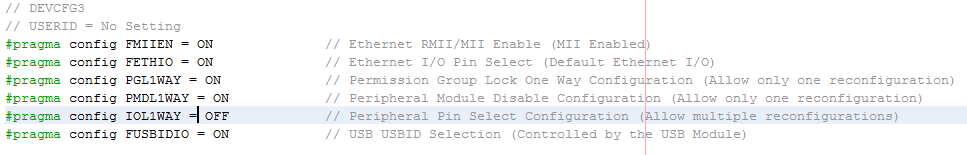 // DEVCFG3
// USERID = No Setting
#pragma config FMIIEN = ON // Ethernet RMII/MII Enable (MII Enabled)
#pragma config FETHIO = ON // Ethernet I/O Pin Select (Default Ethernet I/O)
#pragma config PGL1WAY = ON // Permission Group Lock One Way Configuration (Allow only one reconfiguration)
#pragma config PMDL1WAY = ON // Peripheral Module Disable Configuration (Allow only one reconfiguration)
#pragma config IOL1WAY = OFF // Peripheral Pin Select Configuration (Allow multiple reconfigurations)
#pragma config FUSBIDIO = ON // USB USBID Selection (Controlled by the USB Module)